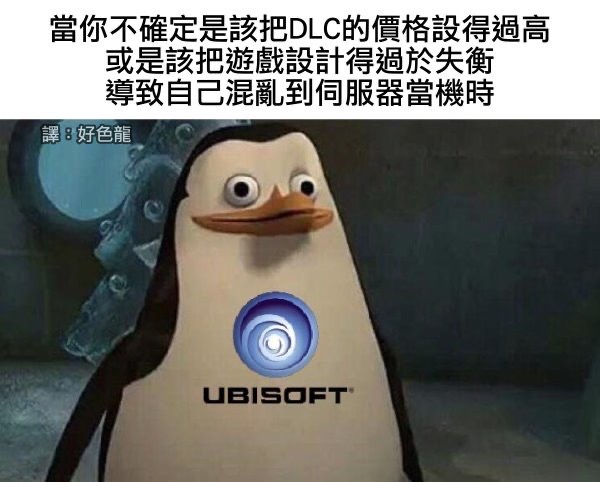 當你不確定是該把DLC的價格設得過高
或是該把遊戲設計得過於失衡
導致自己混亂到伺服器當機時
譯：好色龍
UBISOFT